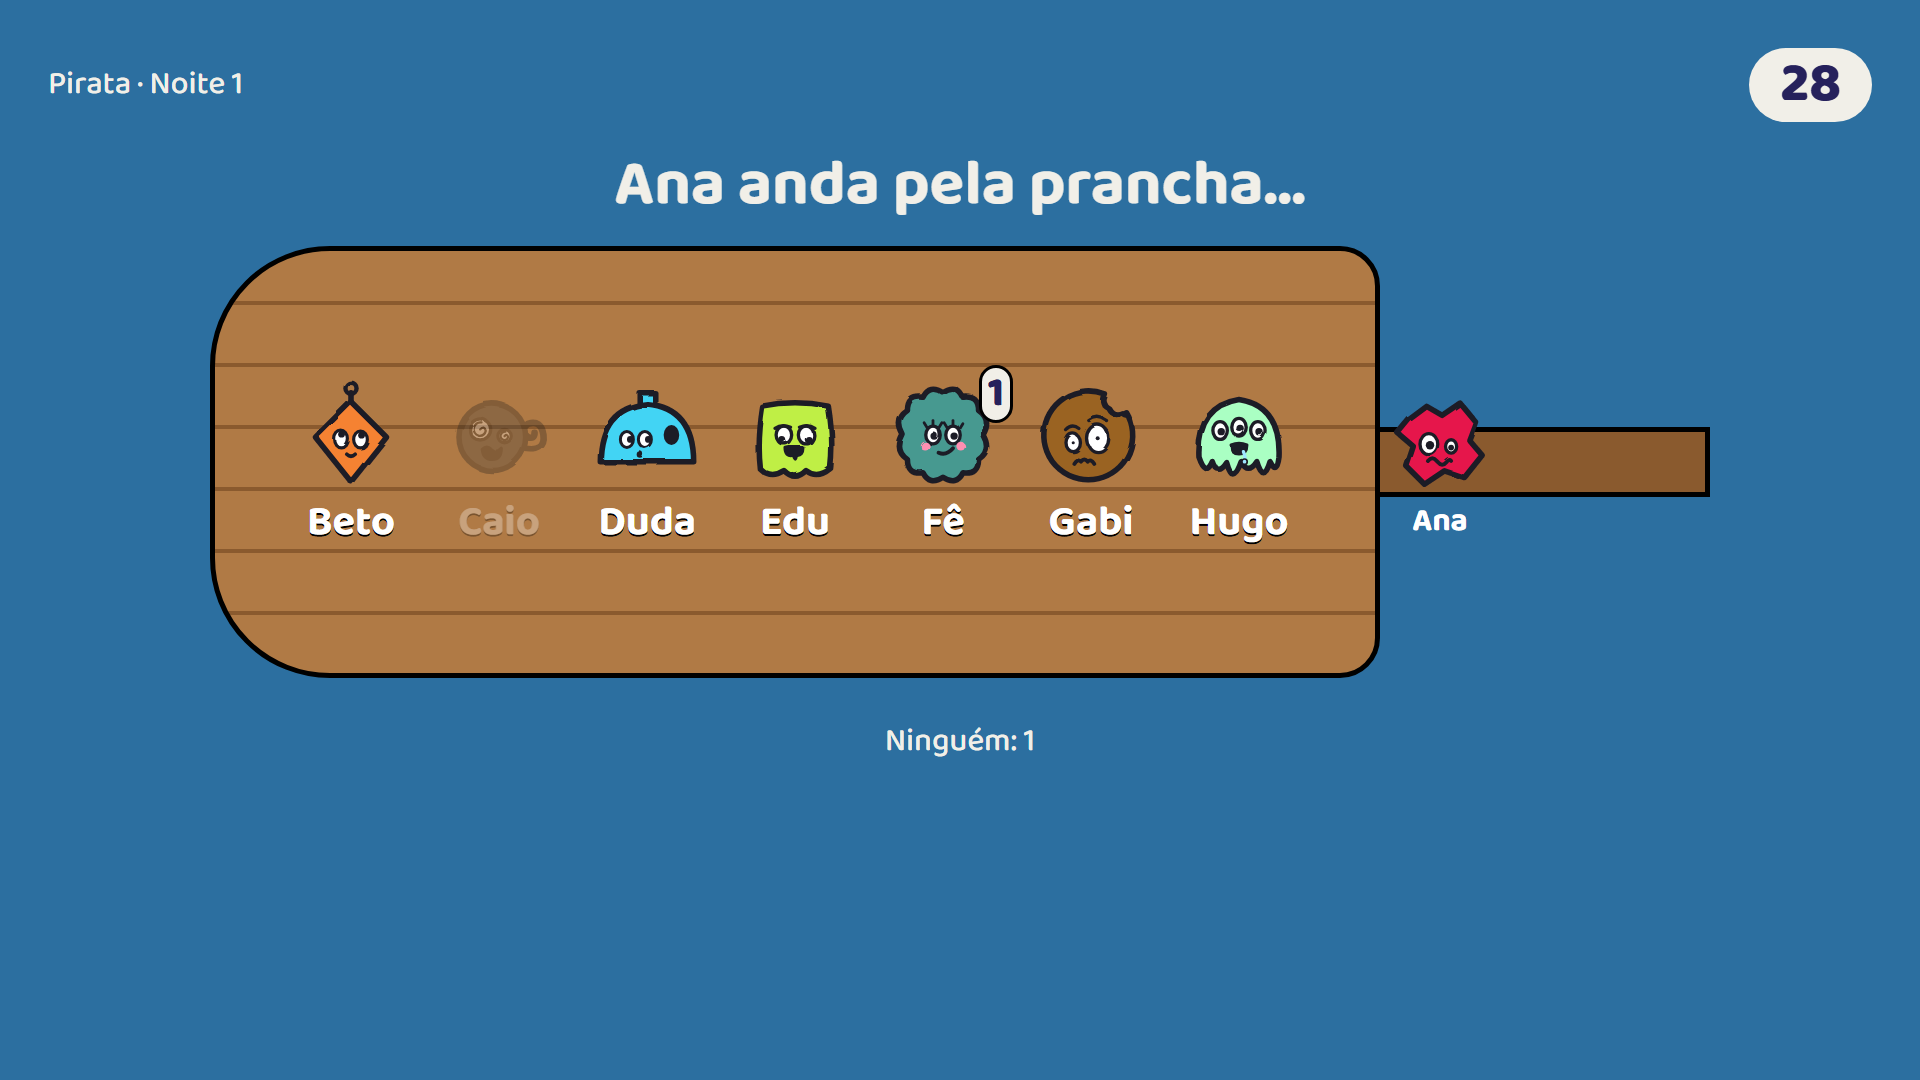 Pirata · Noite 1
28
Ana anda pela prancha...
1
Beto
Caio
Duda
Edu
Fê
Gabi
Hugo
Ana
Ninguém: 1